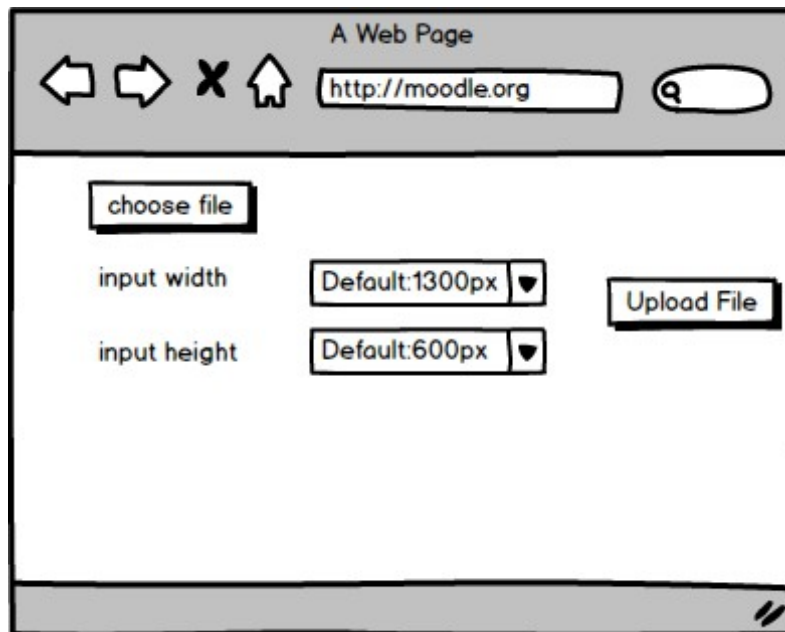 A Web Page
http://moodle.org
choose file
input width
Default:1300px
Upload File
input height
Default:600px